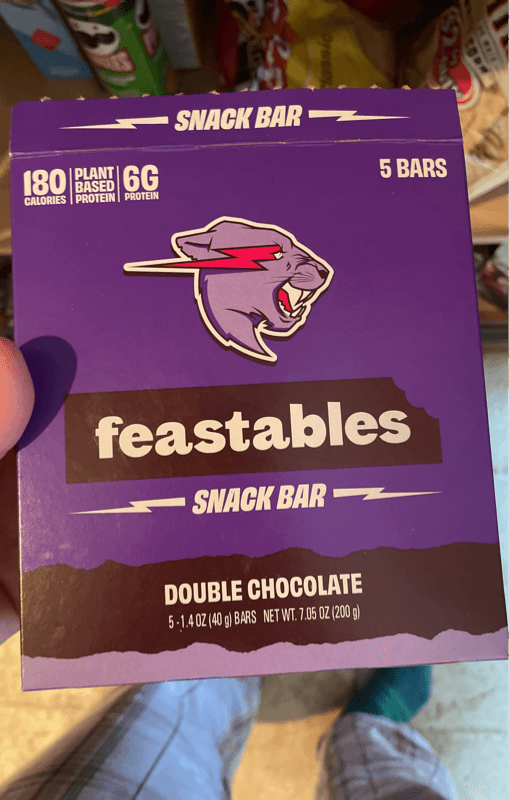 SNACK BAR
180 CALORIES
PLANT BASED PROTEIN
6G PROTEIN
5 BARS
feastables
SNACK BAR
DOUBLE CHOCOLATE
5 - 1.4 OZ (40 g) BARS NET WT. 7.05 OZ (200 g)